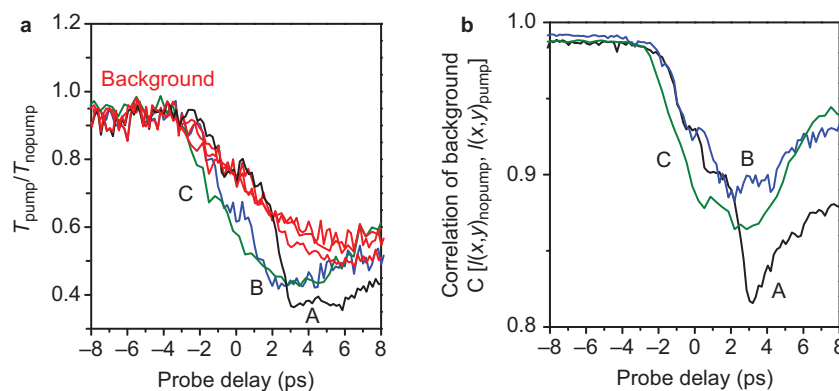 a
1.2
1.0
0.8
0.6
0.4
Background
C
B
A
T_pump/T_nopump
–8 –6 –4 –2 0 2 4 6 8
Probe delay (ps)
b
1.0
0.9
0.8
C
B
A
Correlation of background
C [I(x,y)_nopump, I(x,y)_pump]
–8 –6 –4 –2 0 2 4 6 8
Probe delay (ps)